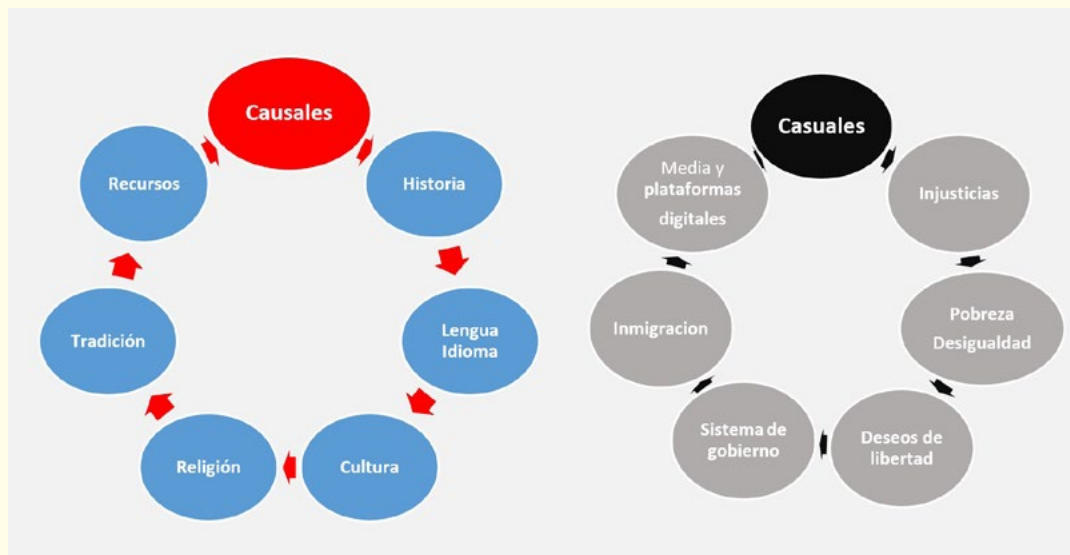 Causales
Historia
Lengua
Idioma
Cultura
Religión
Tradición
Recursos
Casuales
Injusticias
Pobreza
Desigualdad
Deseos de
libertad
Sistema de
gobierno
Inmigracion
Media y
plataformas
digitales